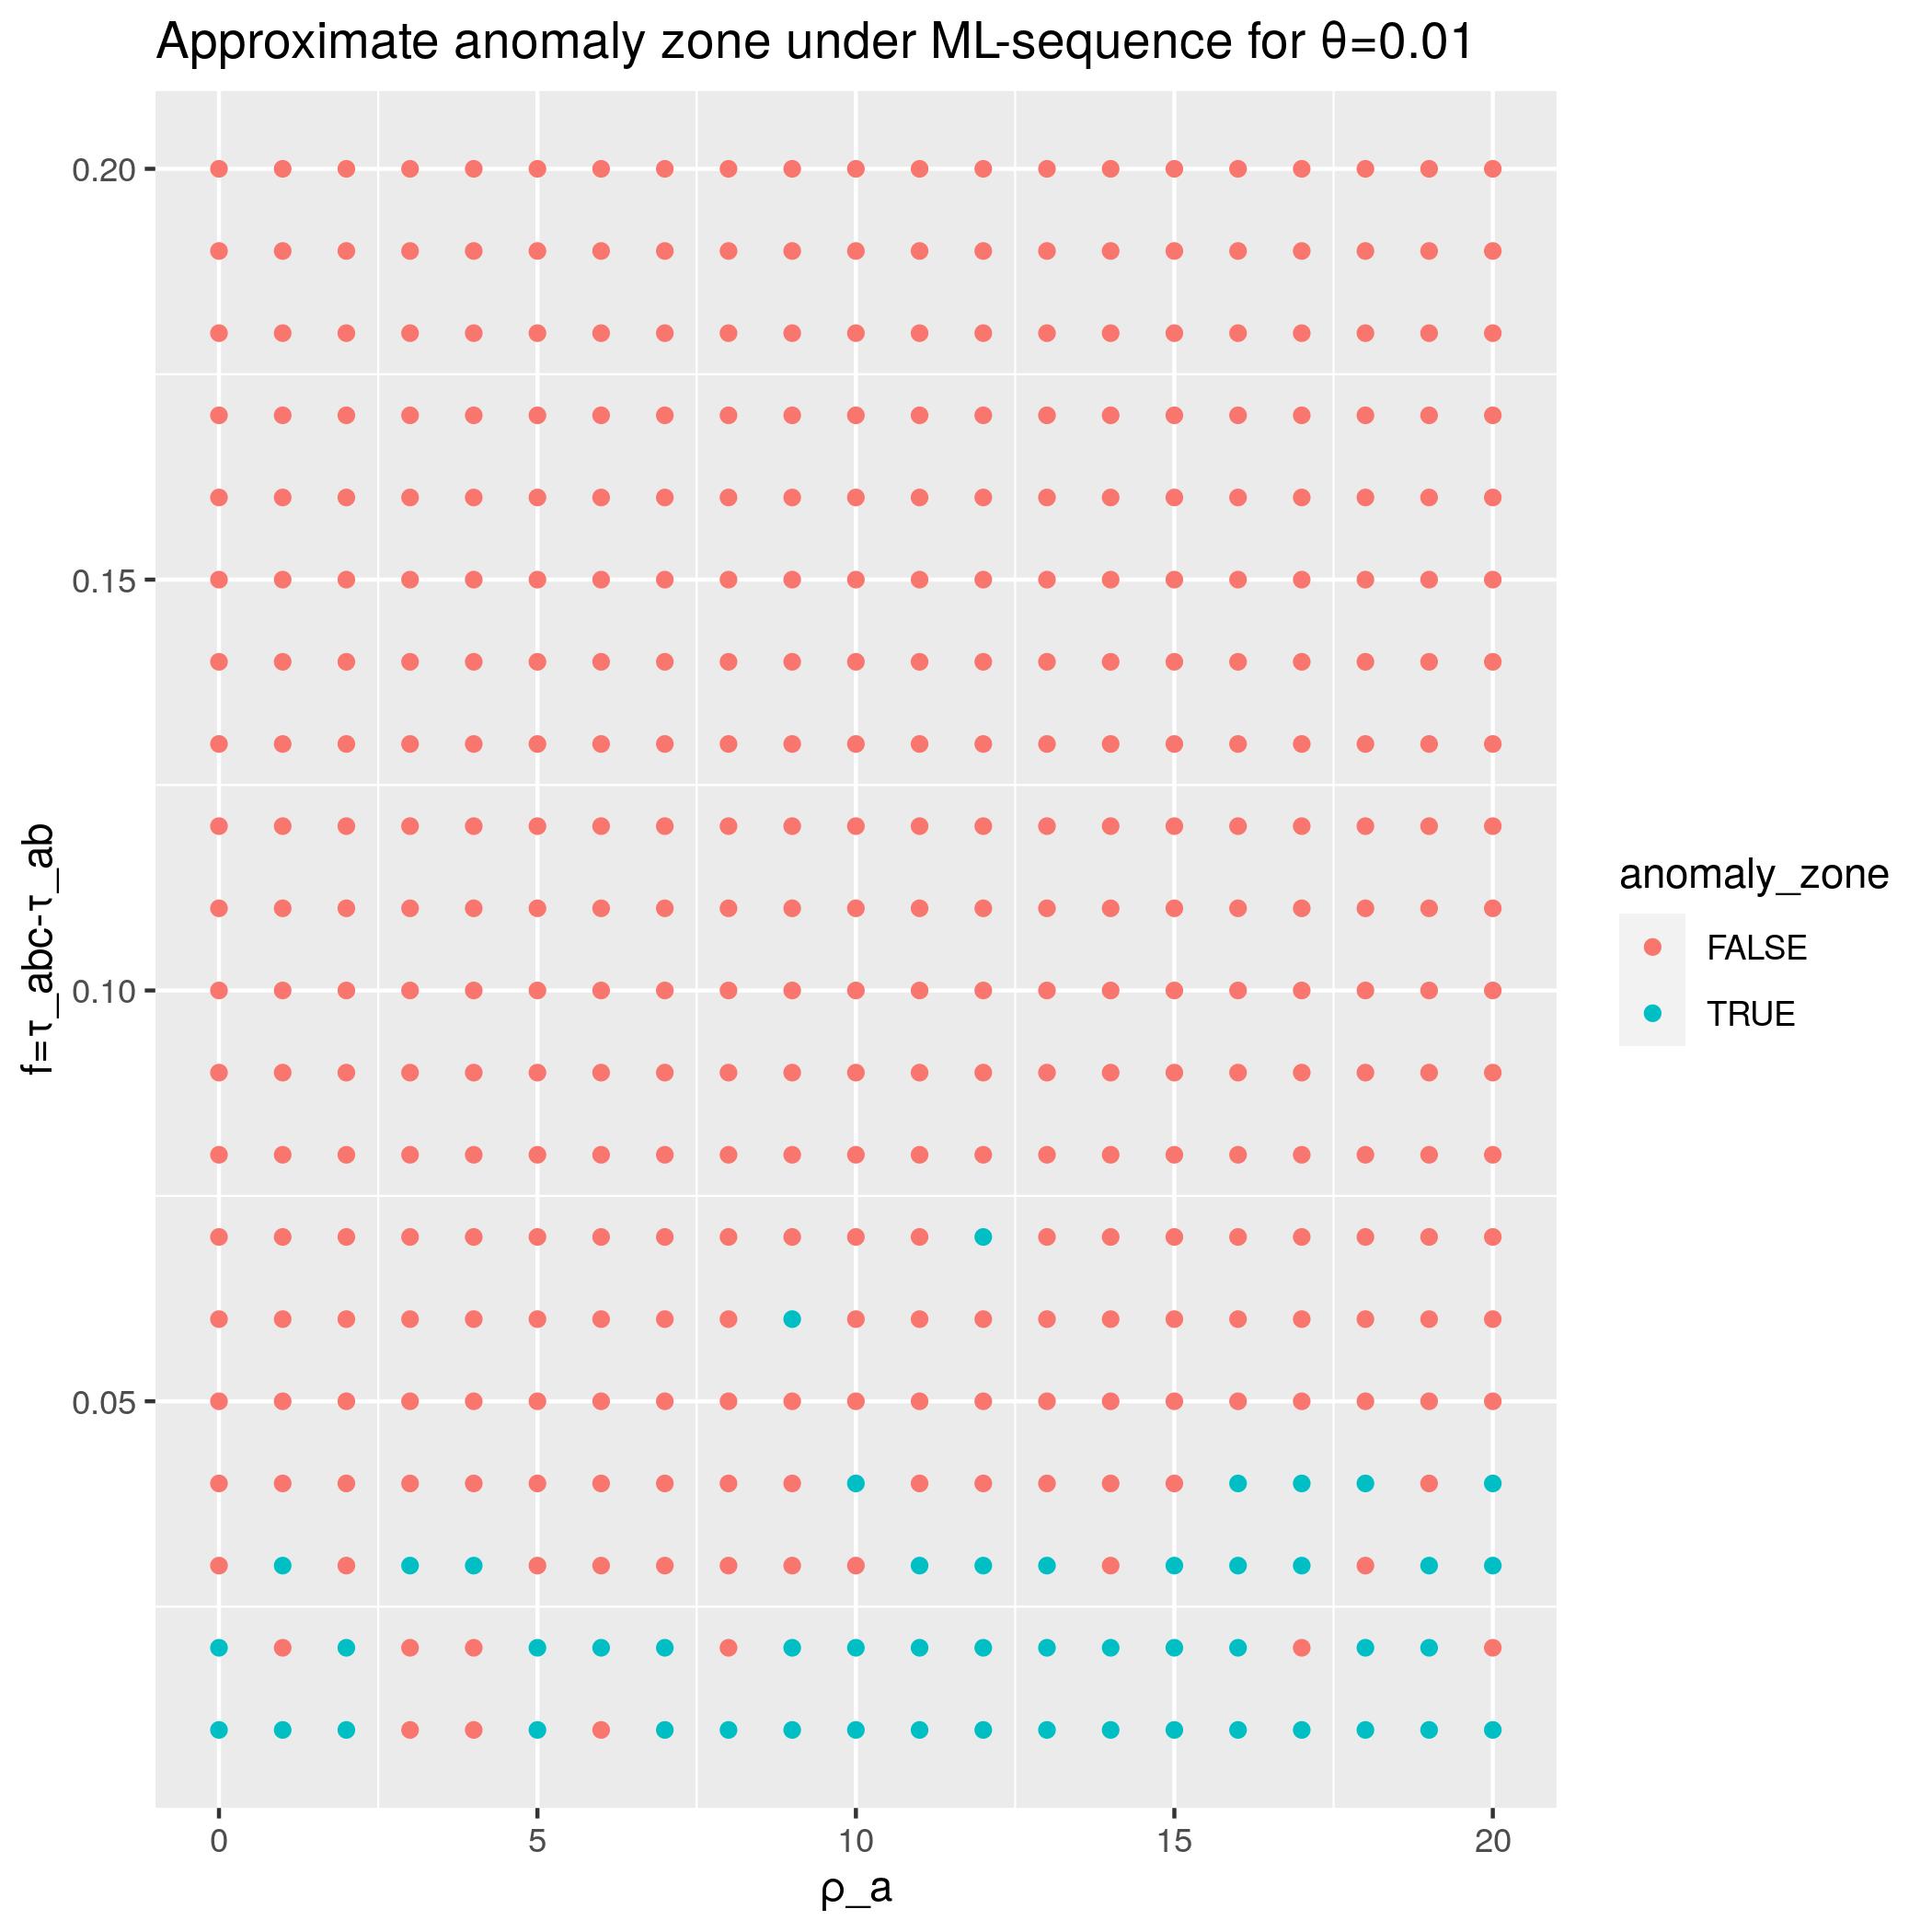 Approximate anomaly zone under ML-sequence for θ=0.01
f=τ_abc-τ_ab
0.20
0.15
0.10
0.05
0 5 10 15 20
ρ_a
anomaly_zone
FALSE
TRUE